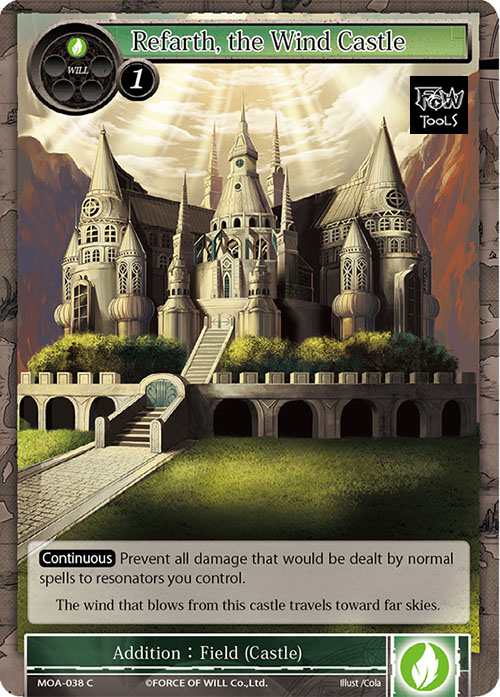 Refarth, the Wind Castle
WILL
1
FoW
TOOLS
Continuous Prevent all damage that would be dealt by normal
spells to resonators you control.
The wind that blows from this castle travels toward far skies.
Addition : Field (Castle)
MOA-038 C ©FORCE OF WILL Co.,Ltd. Illust /Cola